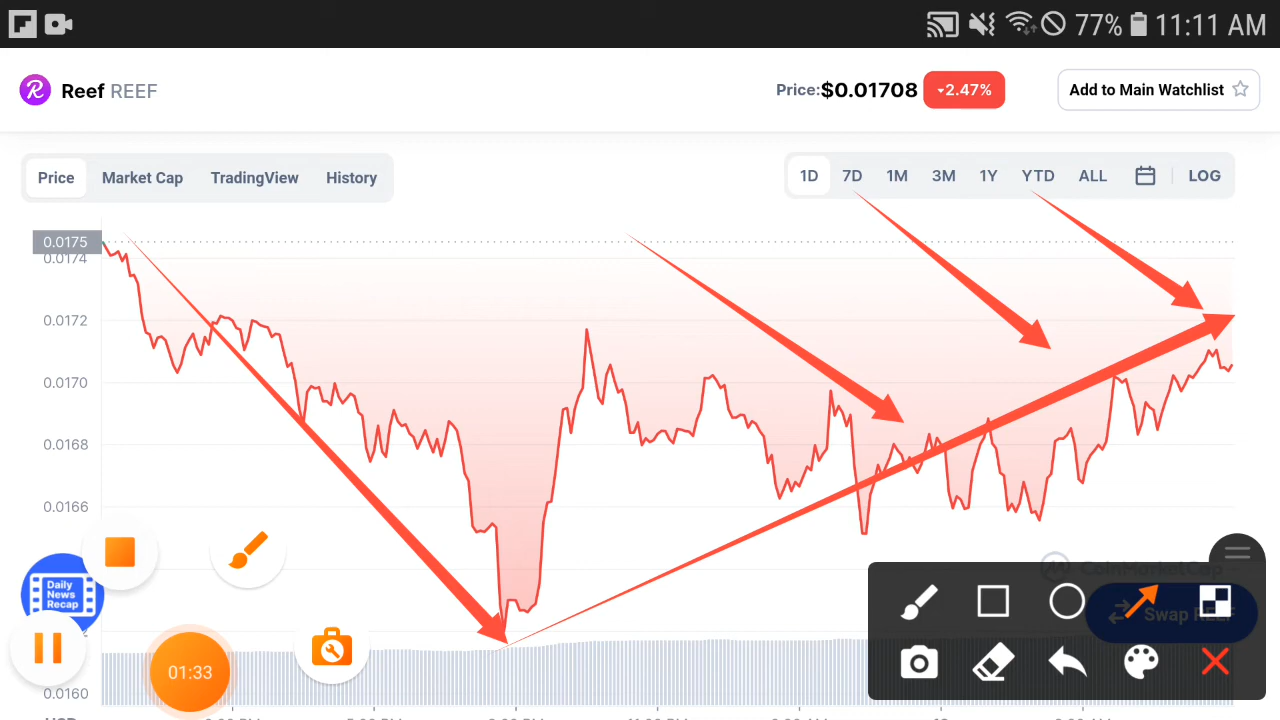 77% 11:11 AM
Reef REEF
Price:$0.01708 2.47% Add to Main Watchlist
Price Market Cap TradingView History
1D 7D 1M 3M 1Y YTD ALL LOG
0.0175
0.0174
0.0172
0.0170
0.0168
0.0166
CoinMarketCap
Daily
News
Recap
Swap REEF
01:33
0.0160